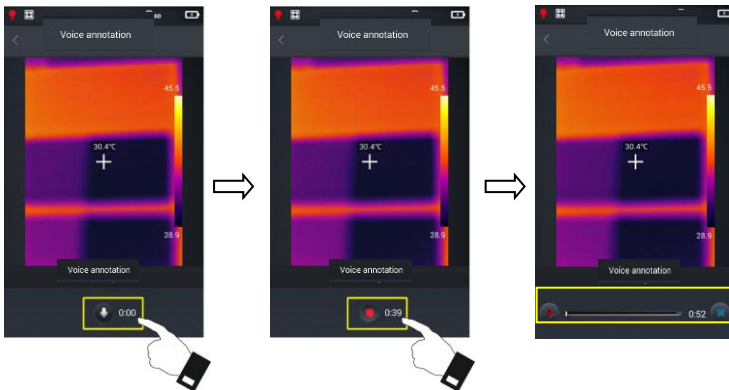 SD
Voice annotation
45.5
30.4℃
28.9
Voice annotation
0:00
Voice annotation
45.5
30.4℃
28.9
Voice annotation
0:39
Voice annotation
45.5
30.4℃
28.9
Voice annotation
0:52